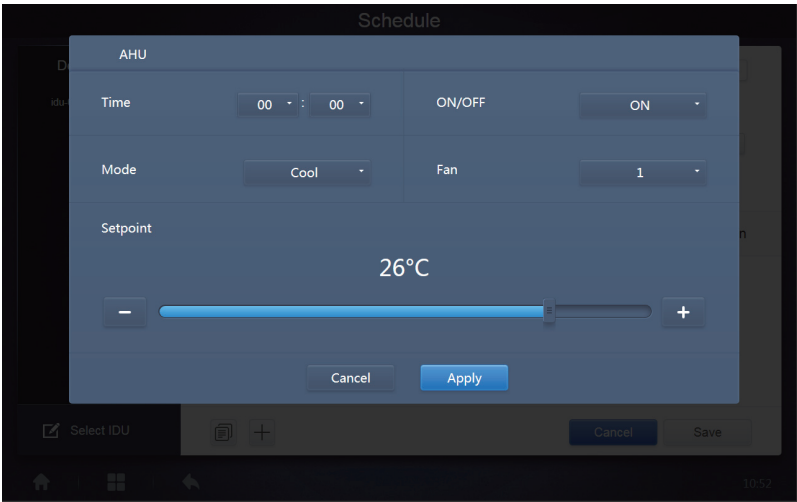 Schedule
AHU
Time 00 : 00 ON/OFF ON
idu-
Mode Cool Fan 1
Setpoint
26°C
− +
Cancel Apply
Select IDU Cancel Save
10:52